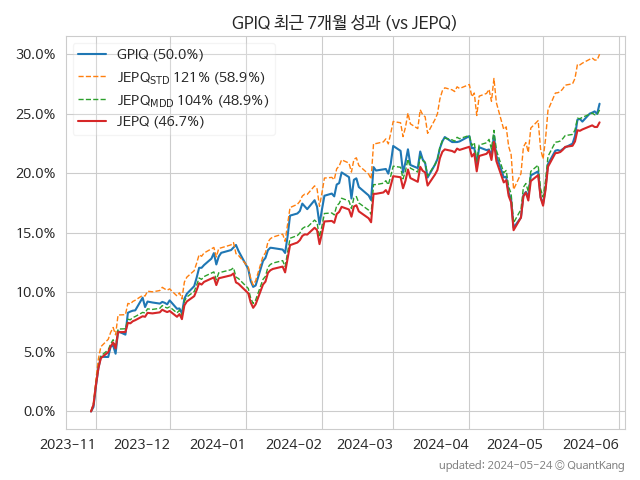 GPIQ 최근 7개월 성과 (vs JEPQ)
30.0%
25.0%
20.0%
15.0%
10.0%
5.0%
0.0%
GPIQ (50.0%)
JEPQSTD 121% (58.9%)
JEPQMDD 104% (48.9%)
JEPQ (46.7%)
2023-11 2023-12 2024-01 2024-02 2024-03 2024-04 2024-05 2024-06
updated: 2024-05-24 @ QuantKang